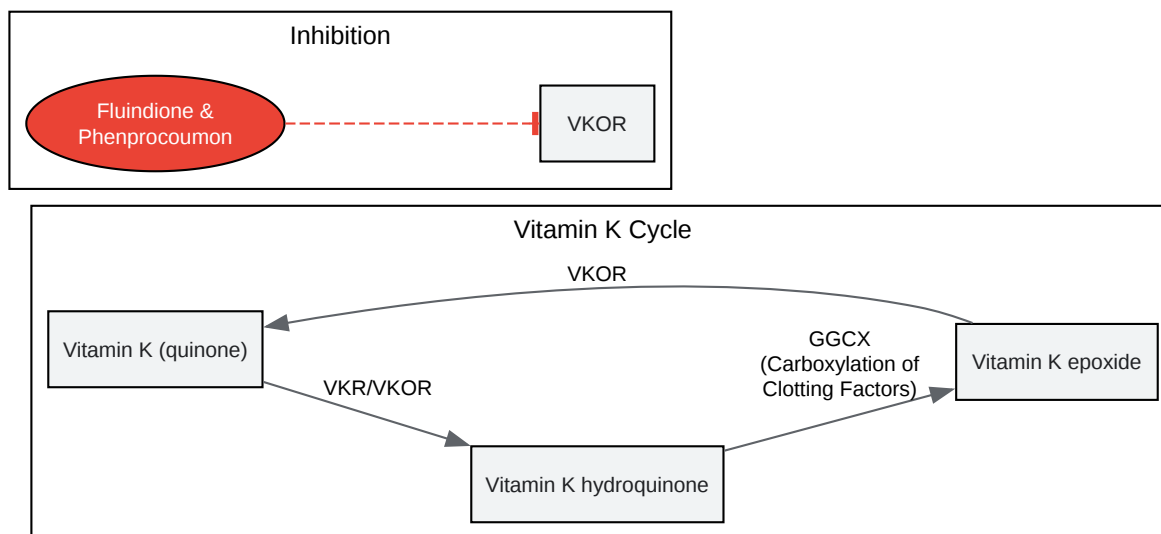 Inhibition
Fluindione &
Phenprocoumon
VKOR
Vitamin K Cycle
VKOR
Vitamin K (quinone)
VKR/VKOR
GGCX
(Carboxylation of
Clotting Factors)
Vitamin K epoxide
Vitamin K hydroquinone